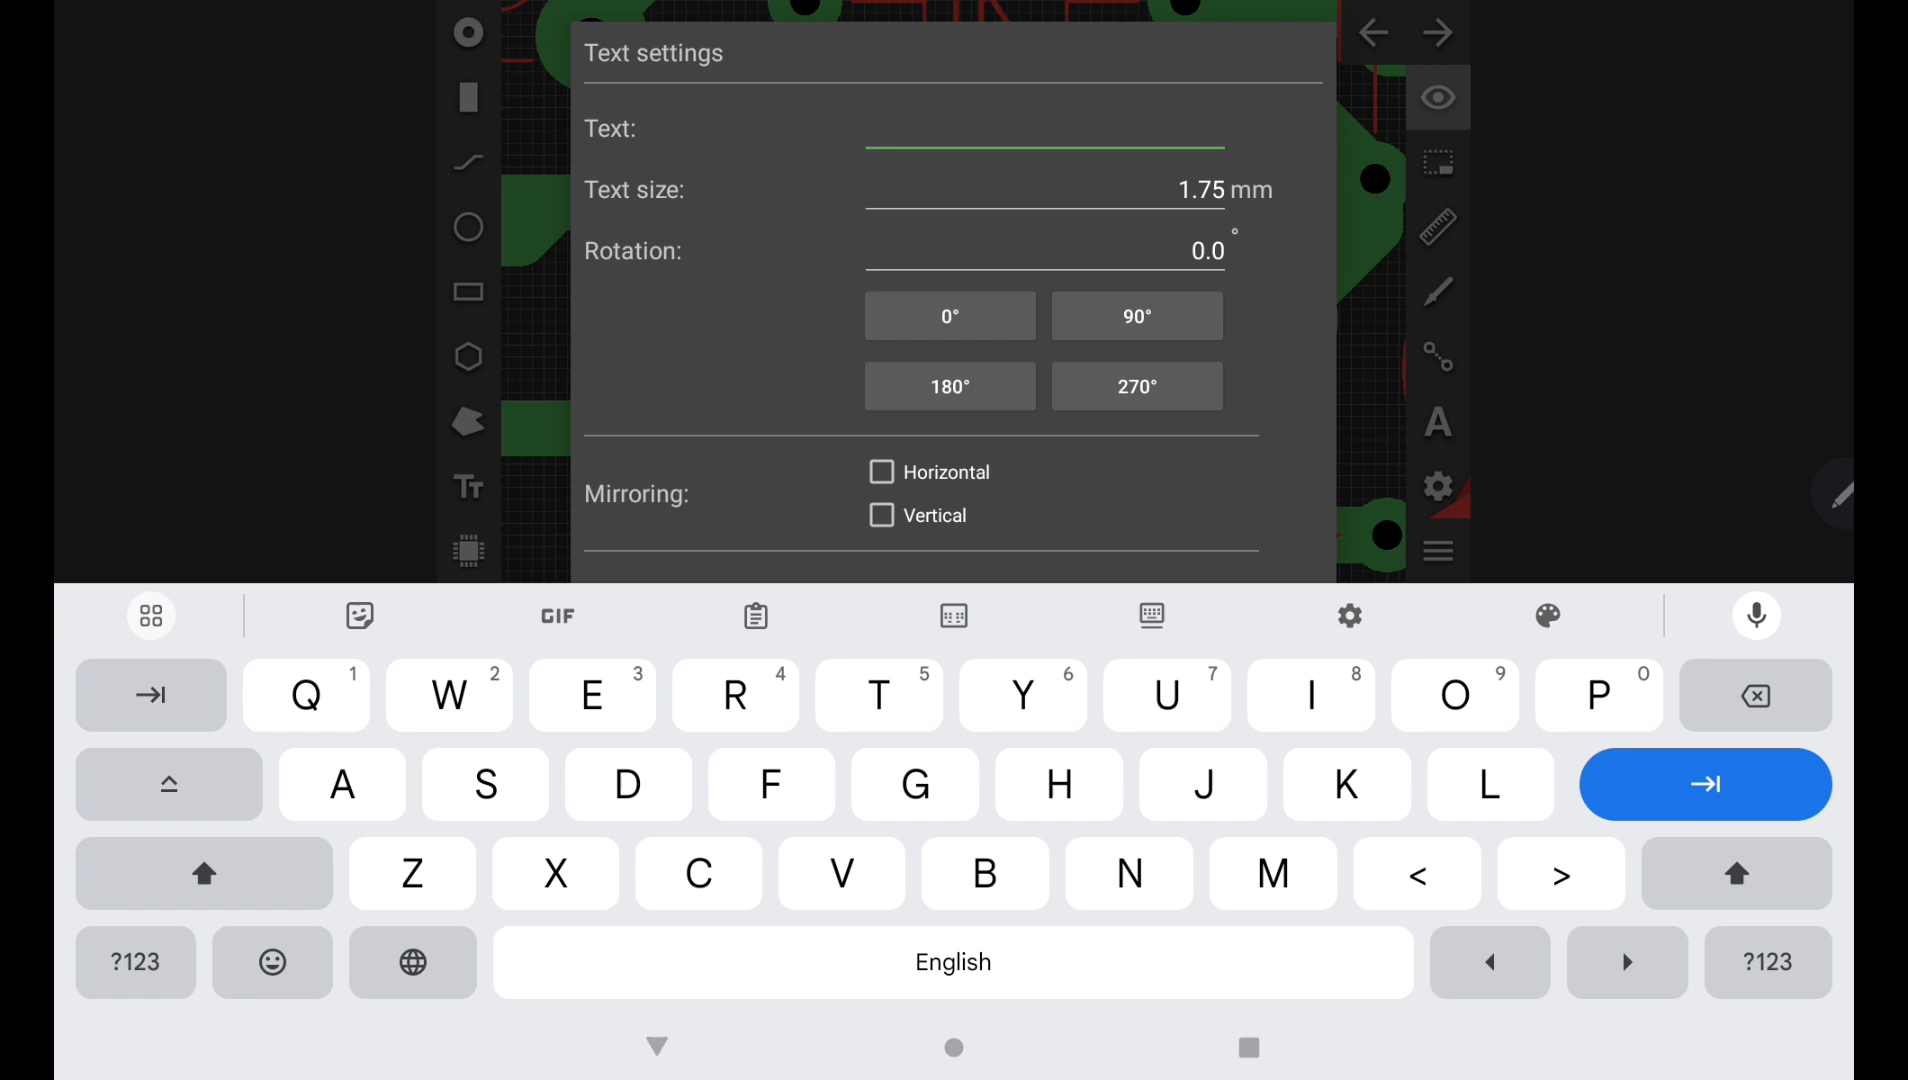 Text settings
Text:
Text size: 1.75 mm
Rotation: 0.0 °
0° 90°
180° 270°
Mirroring:
Horizontal
Vertical
A
TT
GIF
Q 1 W 2 E 3 R 4 T 5 Y 6 U 7 I 8 O 9 P 0
A S D F G H J K L
Z X C V B N M < >
?123 English ?123